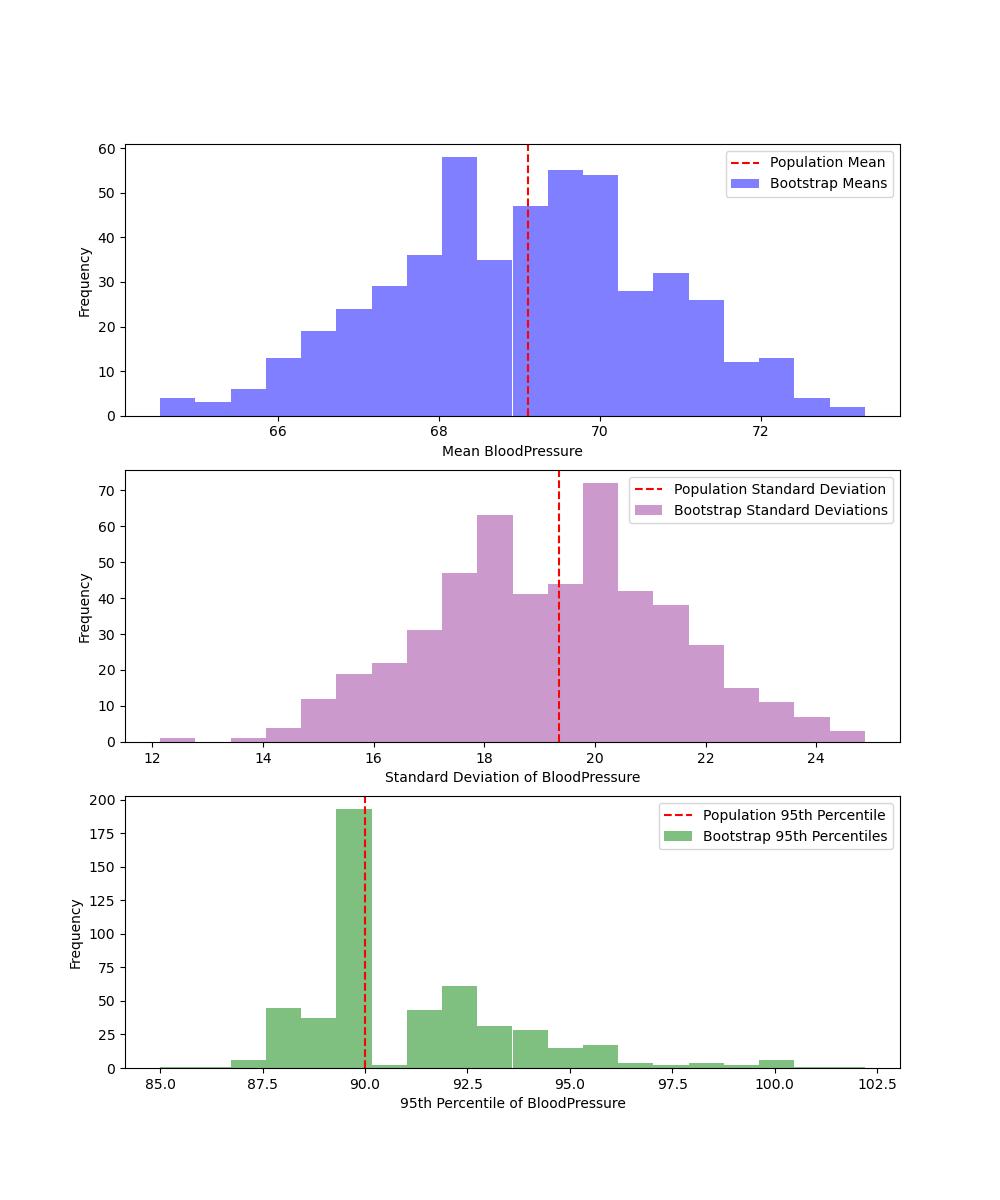 60
50
40
30
20
10
0
Frequency
Population Mean
Bootstrap Means
66 68 70 72
Mean BloodPressure
70
60
50
40
30
20
10
0
Frequency
Population Standard Deviation
Bootstrap Standard Deviations
12 14 16 18 20 22 24
Standard Deviation of BloodPressure
200
175
150
125
100
75
50
25
0
Frequency
Population 95th Percentile
Bootstrap 95th Percentiles
85.0 87.5 90.0 92.5 95.0 97.5 100.0 102.5
95th Percentile of BloodPressure